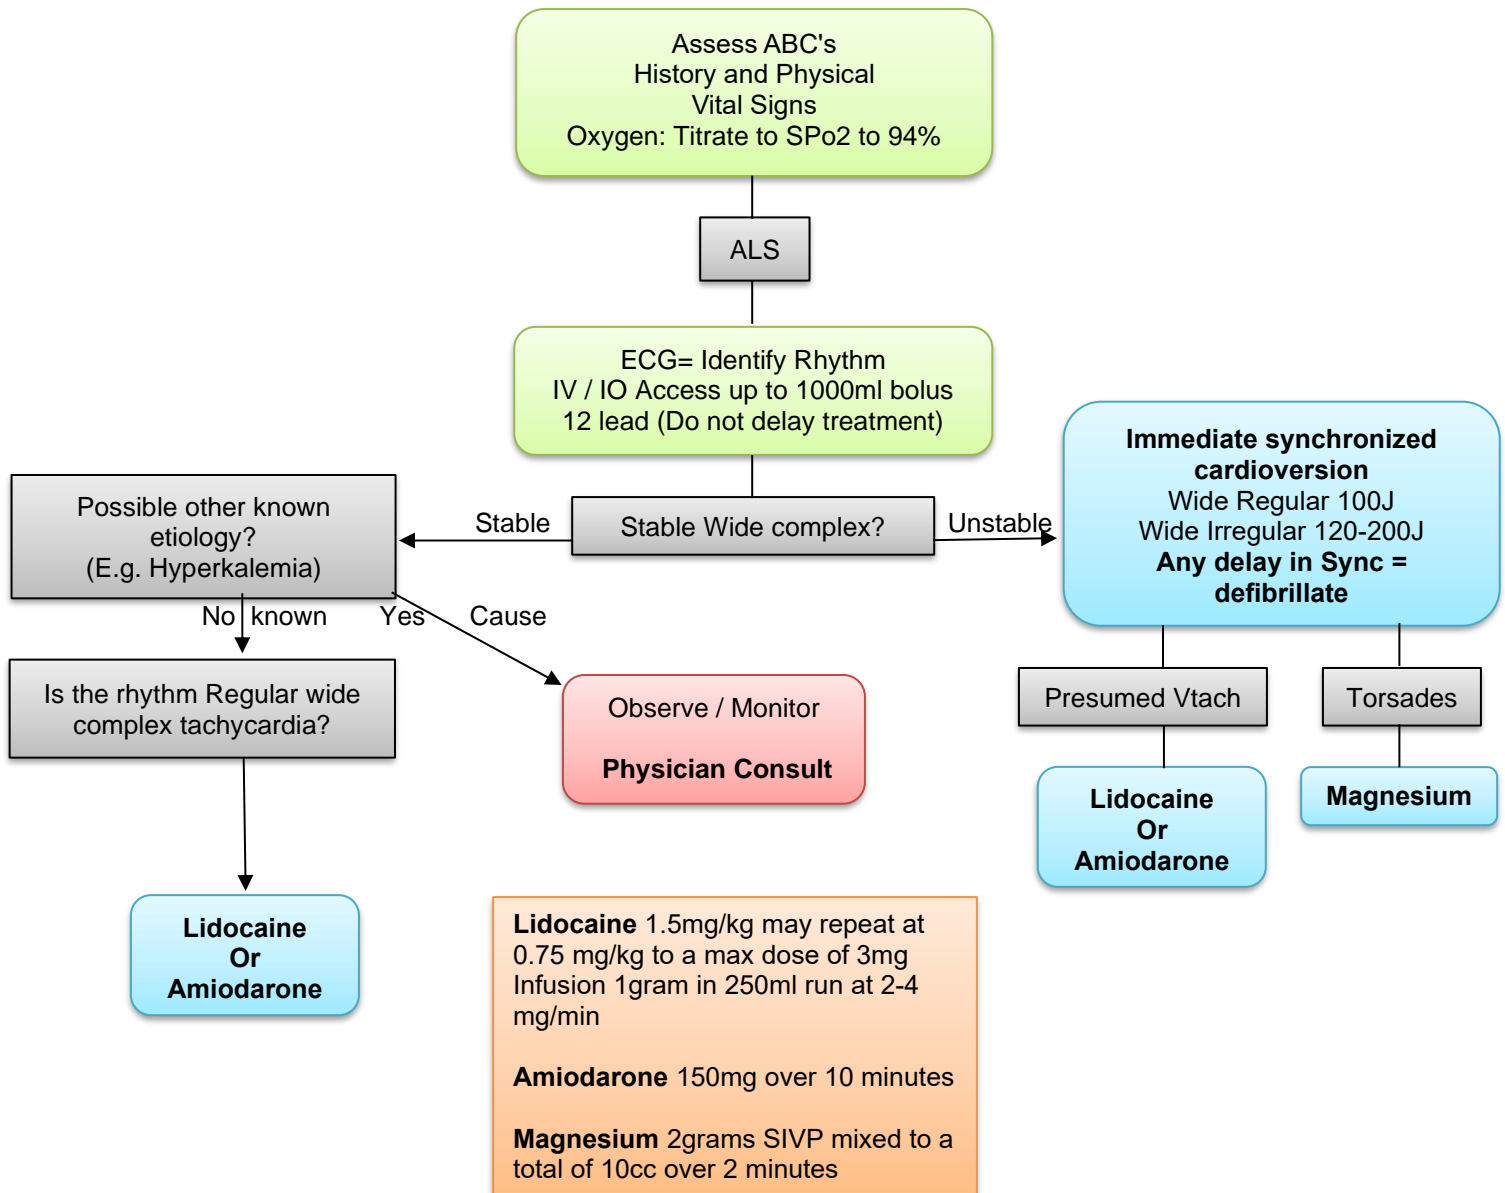 Assess ABC's
History and Physical
Vital Signs
Oxygen: Titrate to SPo2 to 94%
ALS
ECG= Identify Rhythm
IV / IO Access up to 1000ml bolus
12 lead (Do not delay treatment)
Stable Wide complex?
Stable
Unstable
Immediate synchronized
cardioversion
Wide Regular 100J
Wide Irregular 120-200J
Any delay in Sync =
defibrillate
Possible other known
etiology?
(E.g. Hyperkalemia)
No known
Yes Cause
Is the rhythm Regular wide
complex tachycardia?
Observe / Monitor
Physician Consult
Presumed Vtach
Torsades
Lidocaine
Or
Amiodarone
Magnesium
Lidocaine
Or
Amiodarone
Lidocaine 1.5mg/kg may repeat at
0.75 mg/kg to a max dose of 3mg
Infusion 1gram in 250ml run at 2-4
mg/min
Amiodarone 150mg over 10 minutes
Magnesium 2grams SIVP mixed to a
total of 10cc over 2 minutes